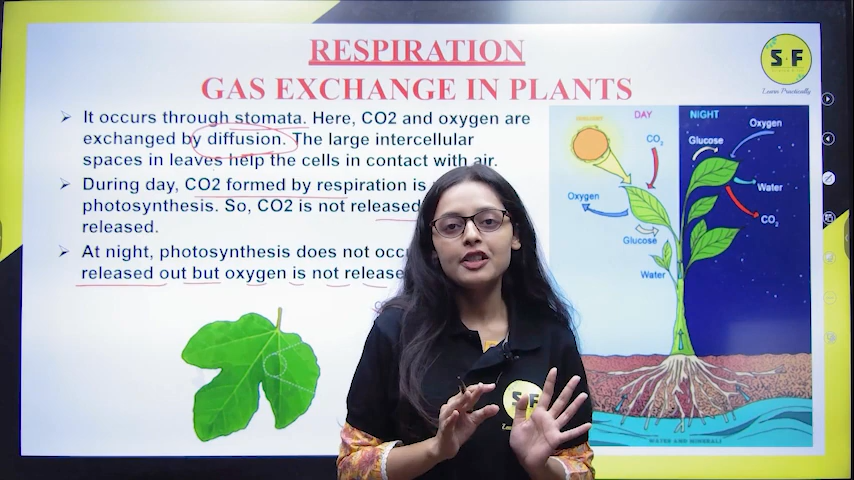 RESPIRATION
GAS EXCHANGE IN PLANTS
It occurs through stomata. Here, CO2 and oxygen are
exchanged by diffusion. The large intercellular
spaces in leaves help the cells in contact with air.
During day, CO2 formed by respiration is
photosynthesis. So, CO2 is not released
released.
At night, photosynthesis does not
released out but oxygen is not
S F
Learn Practically
DAY
NIGHT
CO2
Oxygen
Glucose
Water
CO2
Oxygen
Glucose
Water
WATER AND MINERALS
S F